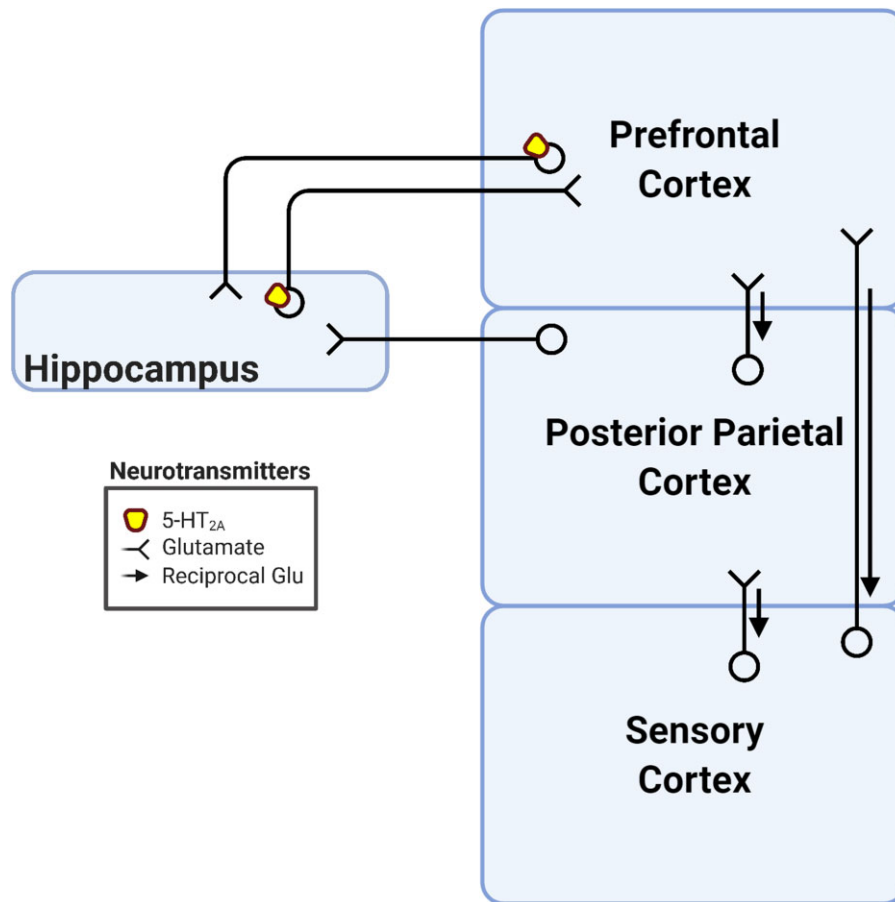 Prefrontal
Cortex
Hippocampus
Posterior Parietal
Cortex
Neurotransmitters
5-HT2A
Glutamate
Reciprocal Glu
Sensory
Cortex